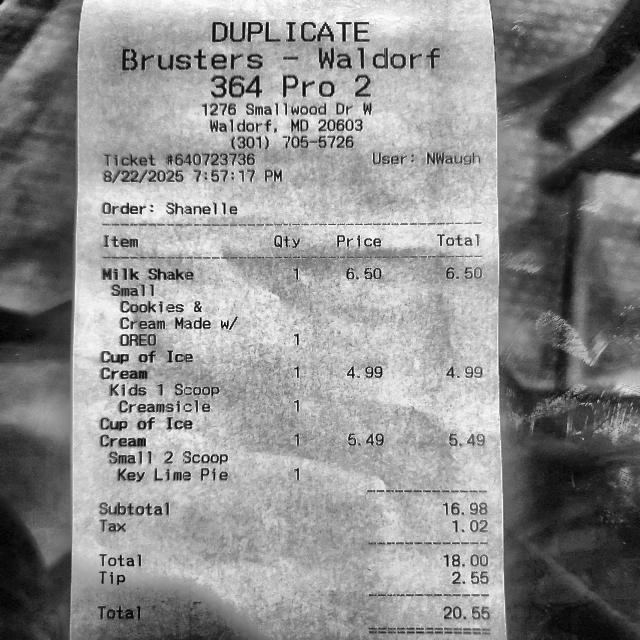 DUPLICATE
Brusters - Waldorf
364 Pro 2
1276 Smallwood Dr W
Waldorf, MD 20603
(301) 705-5726
Ticket #640723736 User: NWaugh
8/22/2025 7:57:17 PM
Order: Shanelle
Item Qty Price Total
Milk Shake 1 6.50 6.50
Small
Cookies &
Cream Made w/
OREO 1
Cup of Ice
Cream 1 4.99 4.99
Kids 1 Scoop
Creamsicle 1
Cup of Ice
Cream 1 5.49 5.49
Small 2 Scoop
Key Lime Pie 1
Subtotal 16.98
Tax 1.02
Total 18.00
Tip 2.55
Total 20.55